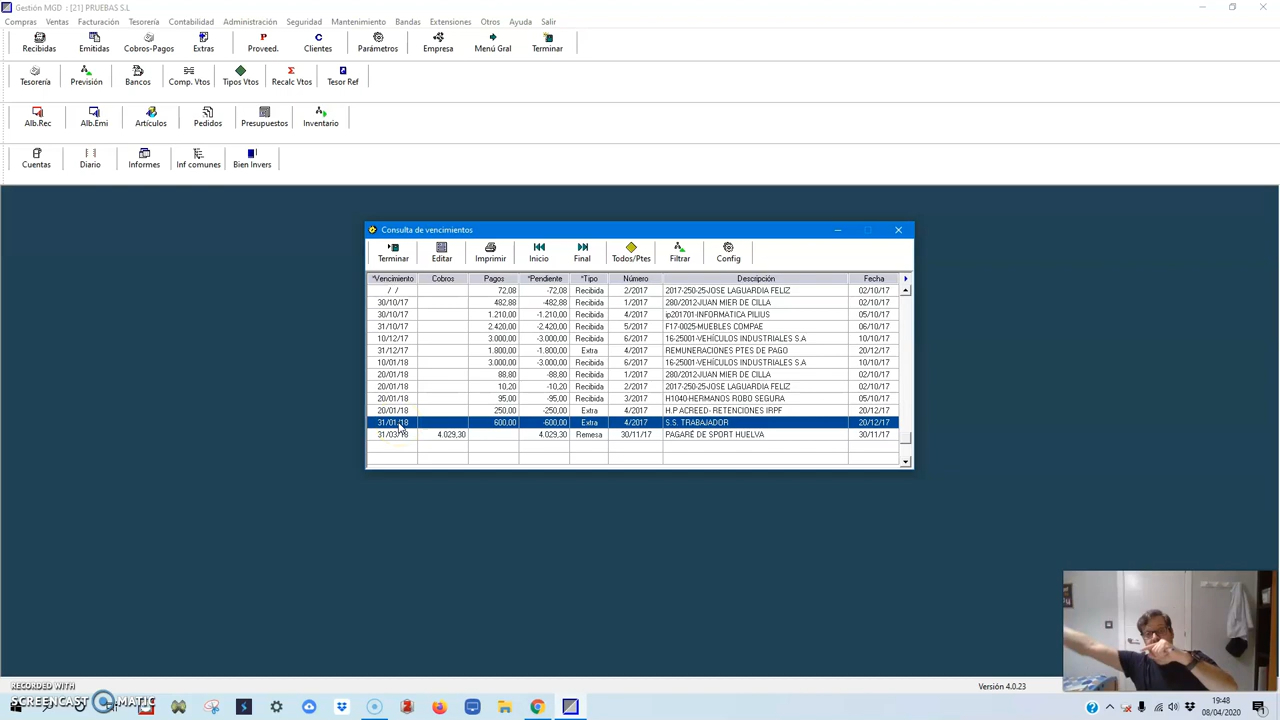 Gestión MGD : [21] PRUEBAS S.L
Compras Ventas Facturación Tesorería Contabilidad Administración Seguridad Mantenimiento Bandas Extensiones Otros Ayuda Salir
Recibidas Emitidas Cobros-Pagos Extras Proveed. Clientes Parámetros Empresa Menú Gral Terminar
Tesorería Previsión Bancos Comp. Vtos Tipos Vtos Recalc Vtos Tesor Ref
Alb.Rec Alb.Emi Artículos Pedidos Presupuestos Inventario
Cuentas Diario Informes Inf comunes Bien Invers
Consulta de vencimientos
Terminar Editar Imprimir Inicio Final Todos/Ptes Filtrar Config
*Vencimiento Cobros Pagos *Pendiente *Tipo Número Descripción Fecha
/ / 72,08 -72,08 Recibida 2/2017 2017-250-25-JOSE LAGUARDIA FELIZ 02/10/17
30/10/17 482,88 -482,88 Recibida 1/2017 280/2012-JUAN MIER DE CILLA 02/10/17
30/10/17 1.210,00 -1.210,00 Recibida 4/2017 ip201701-INFORMATICA PILIUS 05/10/17
31/10/17 2.420,00 -2.420,00 Recibida 5/2017 F17-0025-MUEBLES COMPAE 06/10/17
10/12/17 3.000,00 -3.000,00 Recibida 6/2017 16-25001-VEHÍCULOS INDUSTRIALES S.A 10/10/17
31/12/17 1.800,00 -1.800,00 Extra 4/2017 REMUNERACIONES PTES DE PAGO 20/12/17
10/01/18 3.000,00 -3.000,00 Recibida 6/2017 16-25001-VEHÍCULOS INDUSTRIALES S.A 10/10/17
20/01/18 88,80 -88,80 Recibida 1/2017 280/2012-JUAN MIER DE CILLA 02/10/17
20/01/18 10,20 -10,20 Recibida 2/2017 2017-250-25-JOSE LAGUARDIA FELIZ 02/10/17
20/01/18 95,00 -95,00 Recibida 3/2017 H1040-HERMANOS ROBO SEGURA 05/10/17
20/01/18 250,00 -250,00 Extra 4/2017 H.P ACREED- RETENCIONES IRPF 20/12/17
31/01/18 600,00 -600,00 Extra 4/2017 S.S. TRABAJADOR 20/12/17
31/03/18 4.029,30 4.029,30 Remesa 30/11/17 PAGARÉ DE SPORT HUELVA 30/11/17
Versión 4.0.23
RECORDED WITH
SCREENCAST MATIC
19:48
08/04/2020